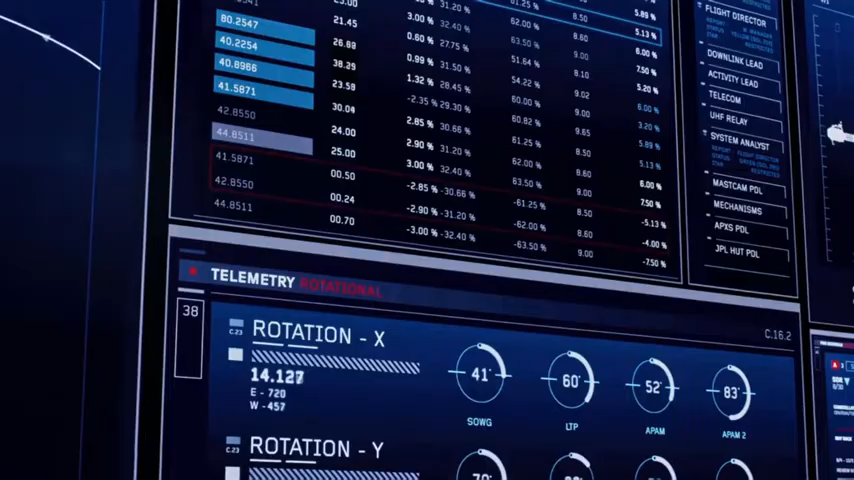 80.2547
40.2254
40.8966
41.5871
42.8550
44.8511
41.5871
42.8550
44.8511
21.45
38.29
23.58
30.04
24.00
25.00
00.50
00.24
00.70
3.00 % 32.40
0.60 % 27.75
0.99 % 31.50
1.32 % 28.45
-2.35 % 29.30
2.85 % 30.66
2.90 % 31.20
3.00 % 32.40
-2.85 % -30.66
-2.90 % -31.20
-3.00 % -32.40
62.00 %
63.50 %
51.64 %
54.22 %
60.00 %
60.82 %
61.25 %
62.00 %
63.50 %
-61.25 %
-62.00 %
-63.50 %
8.50
8.60
9.00
8.10
9.02
9.65
8.50
8.60
9.00
8.50
8.60
9.00
5.89 %
5.13 %
6.00 %
7.50 %
5.20 %
6.00 %
3.20 %
5.89 %
5.13 %
6.00 %
7.50 %
-5.13 %
-4.00 %
-7.50 %
FLIGHT DIRECTOR
DOWNLINK LEAD
ACTIVITY LEAD
TELECOM
UHF RELAY
SYSTEM ANALYST
MASTCAM PDL
MECHANISMS
APXS PDL
JPL HUT PDL
TELEMETRY ROTATIONAL
C.16.2
38
C.23
ROTATION - X
14.127
E - 720
W - 457
41°
SOWG
60°
LTP
52°
APAM
83°
APAM 2
C.23
ROTATION - Y